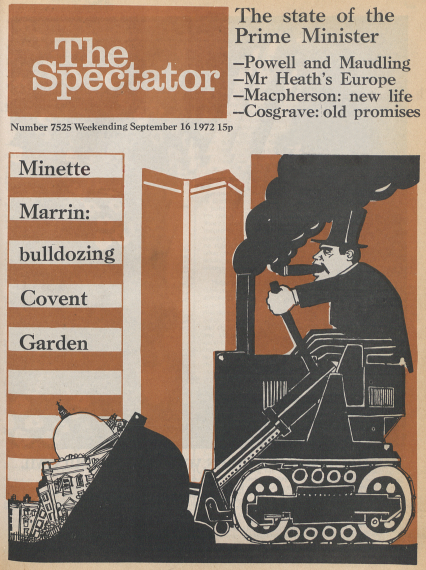 The
Spectator
The state of the
Prime Minister
–Powell and Maudling
–Mr Heath's Europe
–Macpherson: new life
–Cosgrave: old promises
Number 7525 Weekending September 16 1972 15p
Minette
Marrin:
bulldozing
Covent
Garden